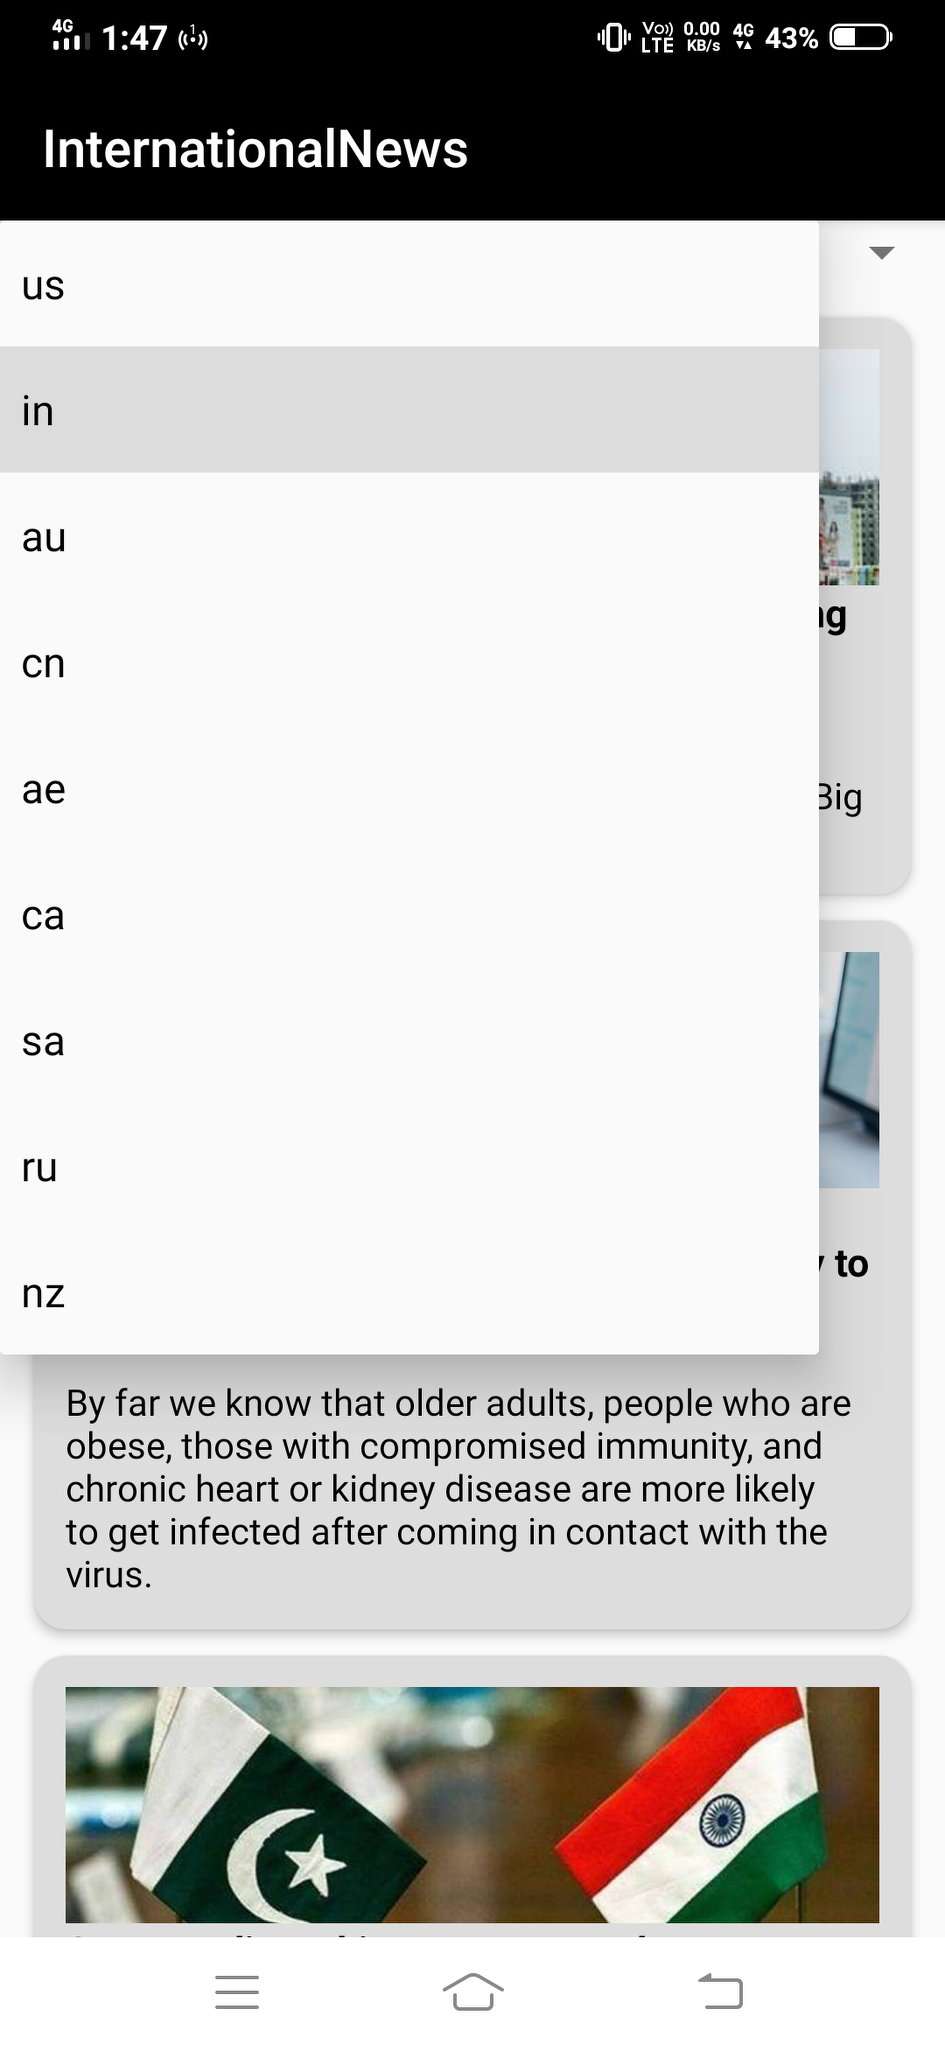 4G 1:47 Vo)) LTE 0.00 KB/s 4G 43%
InternationalNews
us
in
au
cn
ae
ca
sa
ru
nz
Big
to
By far we know that older adults, people who are
obese, those with compromised immunity, and
chronic heart or kidney disease are more likely
to get infected after coming in contact with the
virus.